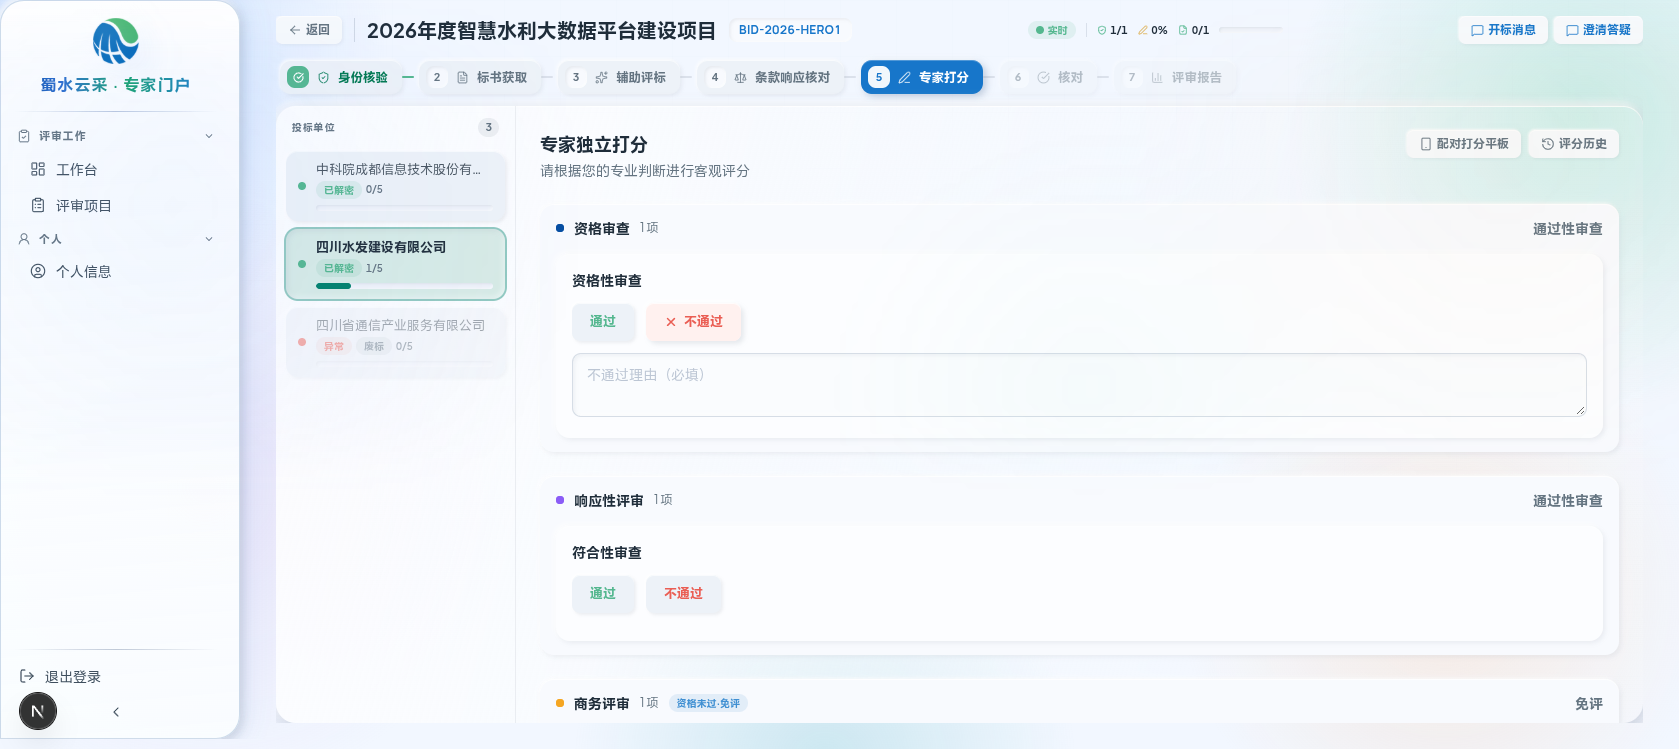 蜀水云采 · 专家门户
评审工作
工作台
评审项目
个人
个人信息
退出登录
N
返回
2026年度智慧水利大数据平台建设项目
BID-2026-HERO1
实时
1/1
0%
0/1
开标消息
澄清答疑
身份核验
2 标书获取
3 辅助评标
4 条款响应核对
5 专家打分
6 核对
7 评审报告
投标单位
3
中科院成都信息技术股份有...
已解密 0/5
四川水发建设有限公司
已解密 1/5
四川省通信产业服务有限公司
异常 废标 0/5
专家独立打分
请根据您的专业判断进行客观评分
配对打分平板
评分历史
资格审查 1项
通过性审查
资格性审查
通过
不通过
不通过理由（必填）
响应性评审 1项
通过性审查
符合性审查
通过
不通过
商务评审 1项 资格未过·免评
免评